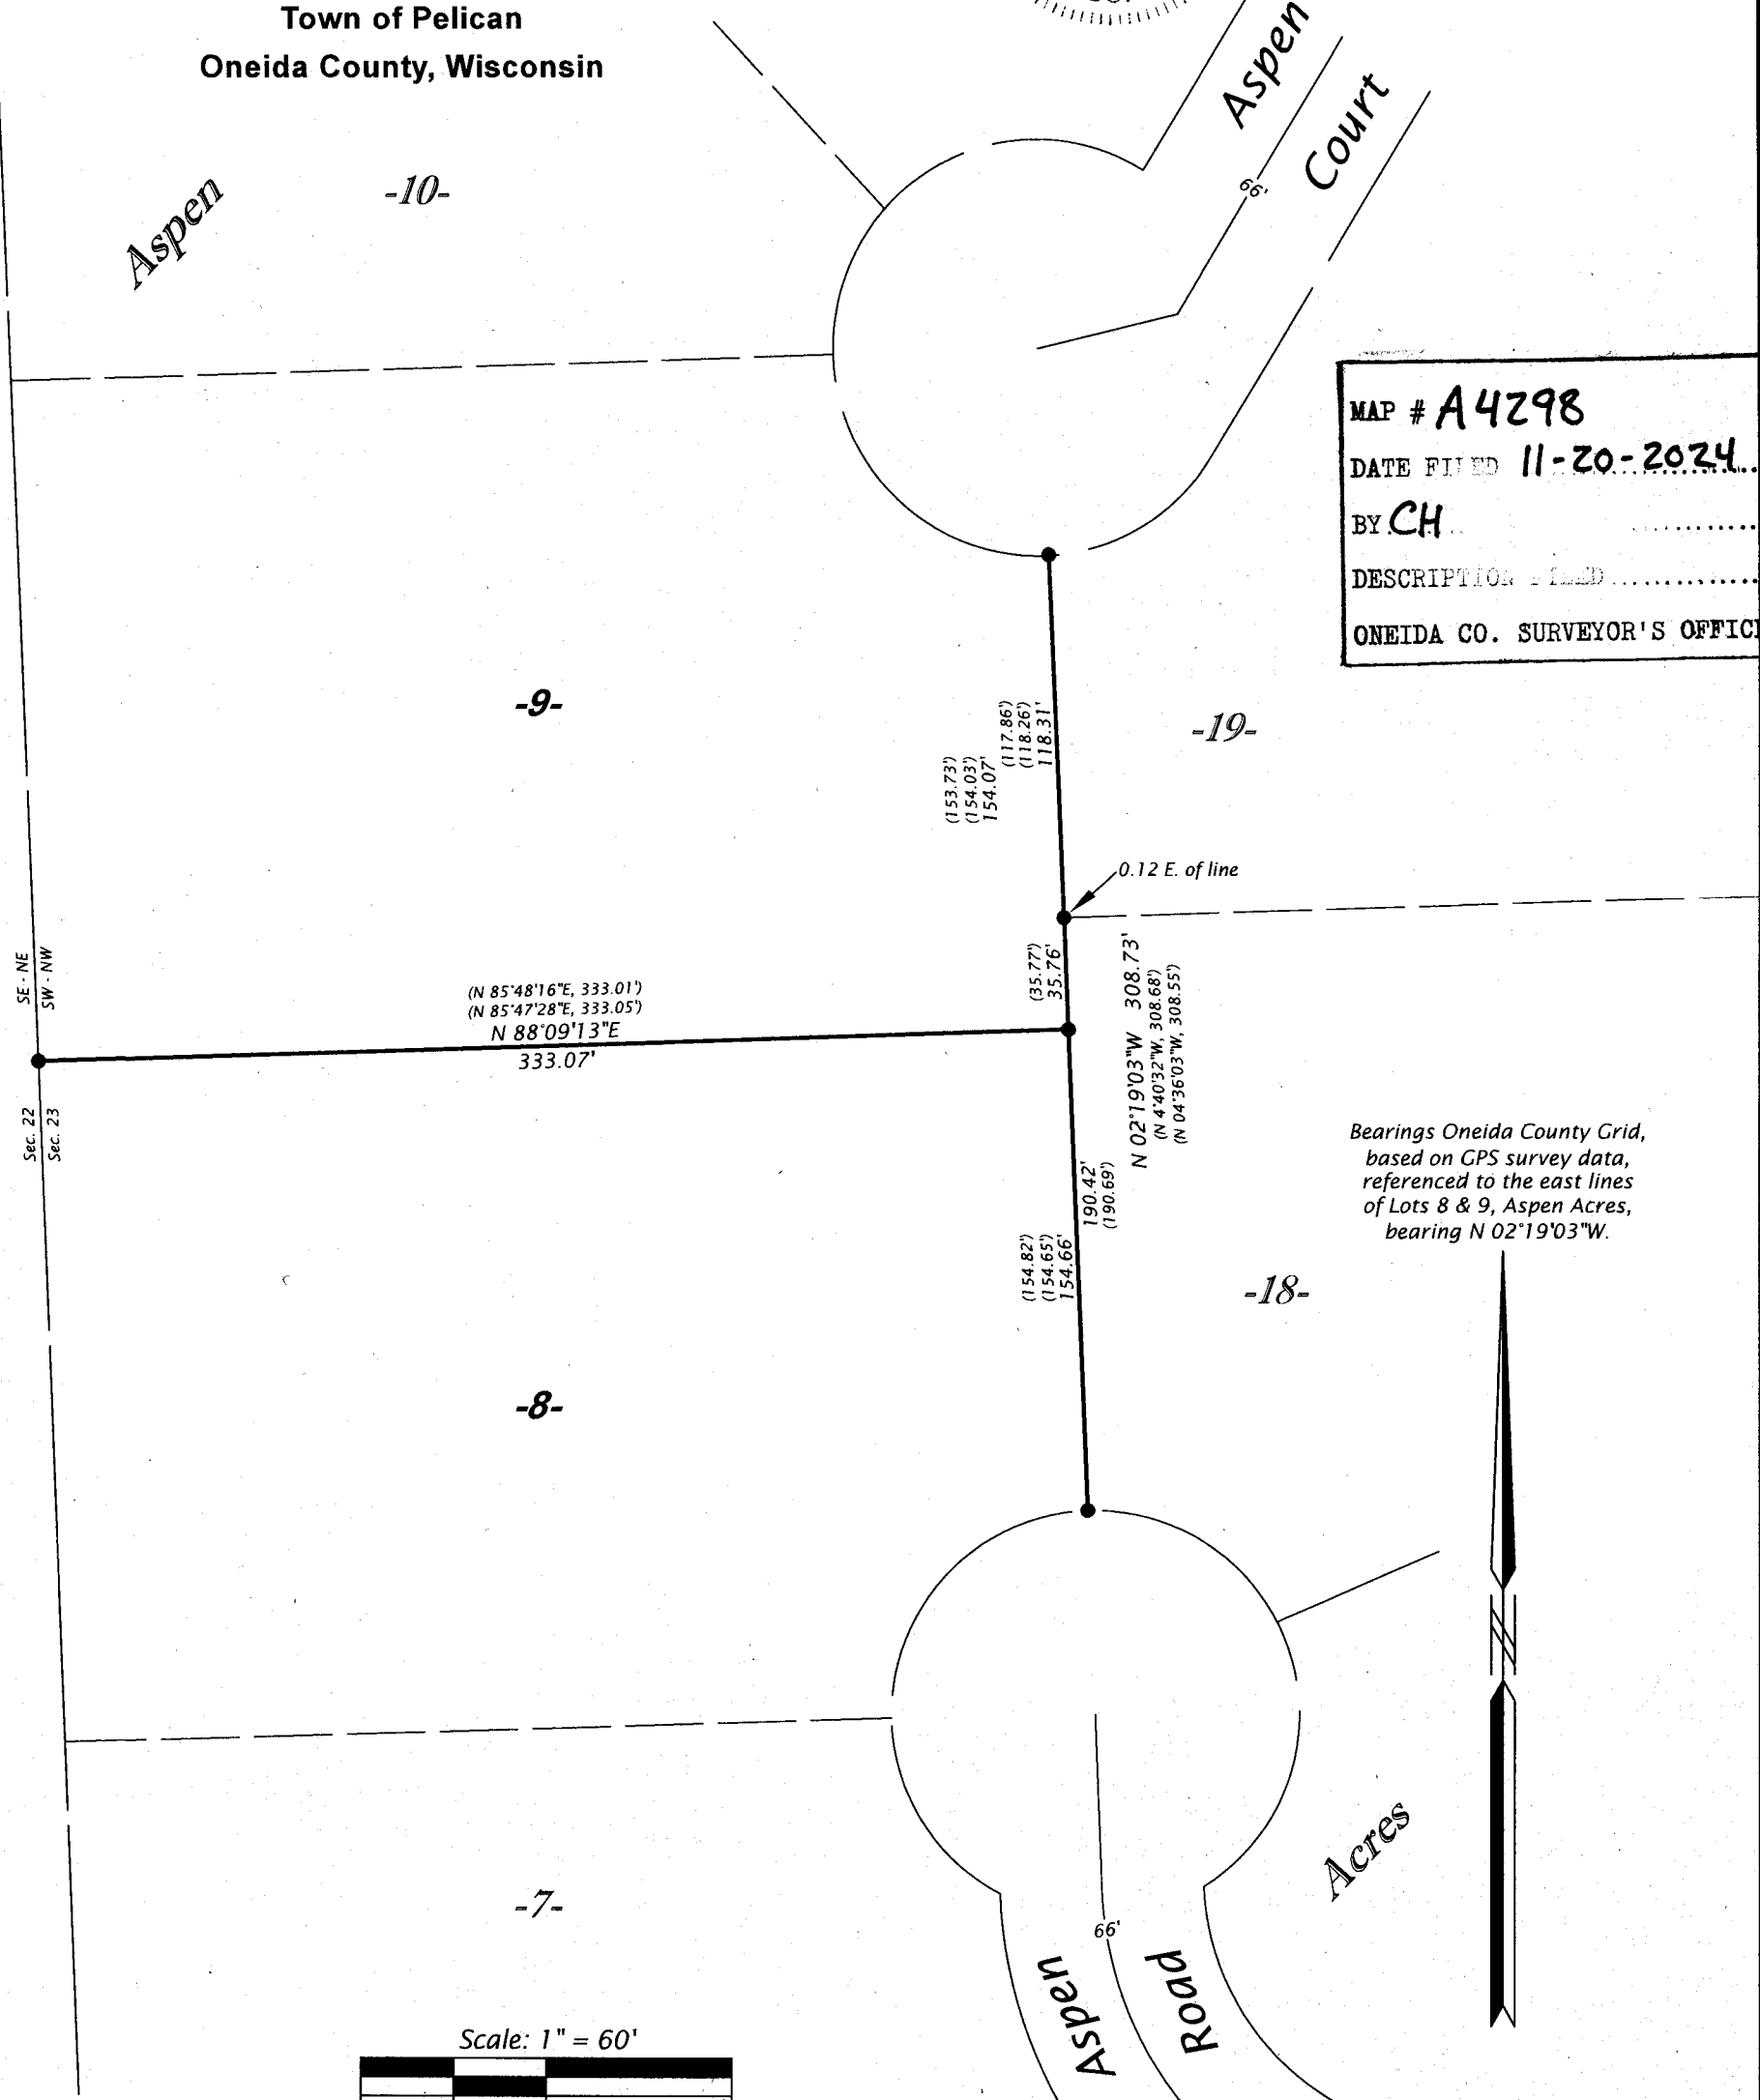 Town of Pelican
Oneida County, Wisconsin
Aspen
Court
66'
Aspen
-10-
MAP # A4298
DATE FILED 11-20-2024
BY CH
DESCRIPTION FILED
ONEIDA CO. SURVEYOR'S OFFIC
-9-
-19-
(117.86')
(118.26')
118.31'
(153.73')
(154.03')
154.07'
0.12 E. of line
SE - NE
SW - NW
(35.77')
35.76'
(N 85°48'16"E, 333.01')
(N 85°47'28"E, 333.05')
N 88°09'13"E
333.07'
N 02°19'03"W 308.73'
(N 4°40'32"W, 308.68')
(N 04°36'03"W, 308.55')
Sec. 22
Sec. 23
190.42'
(190.69')
(154.82')
(154.65')
154.66'
Bearings Oneida County Grid,
based on GPS survey data,
referenced to the east lines
of Lots 8 & 9, Aspen Acres,
bearing N 02°19'03"W.
-18-
-8-
Acres
-7-
66'
Aspen
Road
Scale: 1" = 60'